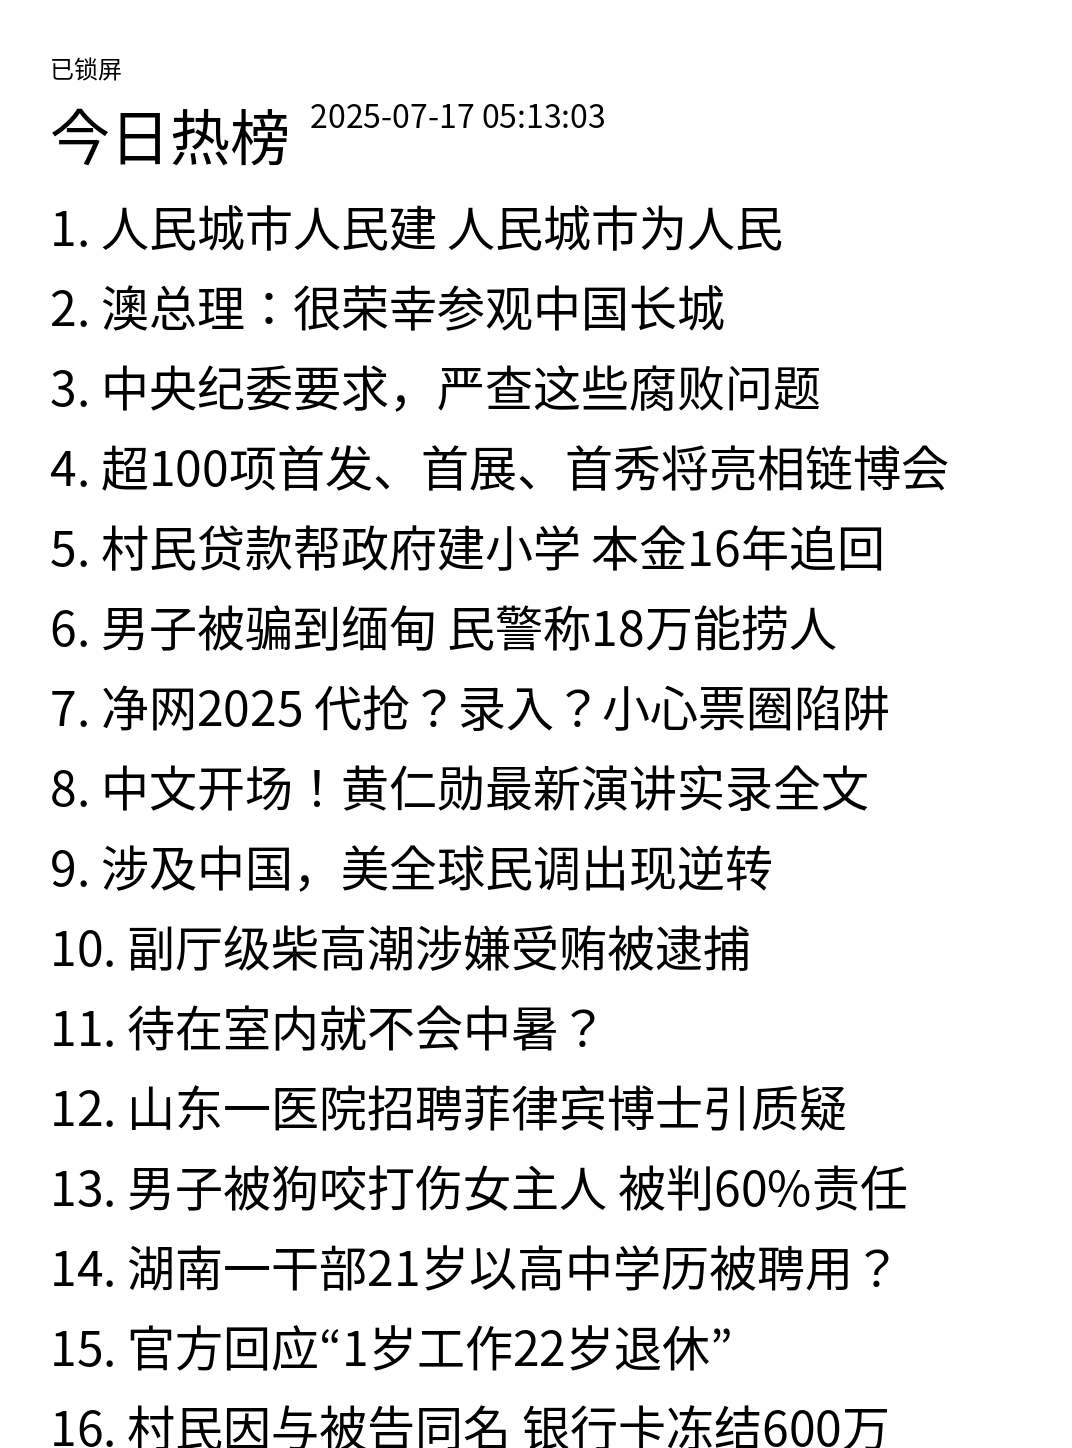 已锁屏
今日热榜 2025-07-17 05:13:03
1. 人民城市人民建 人民城市为人民
2. 澳总理：很荣幸参观中国长城
3. 中央纪委要求，严查这些腐败问题
4. 超100项首发、首展、首秀将亮相链博会
5. 村民贷款帮政府建小学 本金16年追回
6. 男子被骗到缅甸 民警称18万能捞人
7. 净网2025 代抢？录入？小心票圈陷阱
8. 中文开场！黄仁勋最新演讲实录全文
9. 涉及中国，美全球民调出现逆转
10. 副厅级柴高潮涉嫌受贿被逮捕
11. 待在室内就不会中暑？
12. 山东一医院招聘菲律宾博士引质疑
13. 男子被狗咬打伤女主人 被判60%责任
14. 湖南一干部21岁以高中学历被聘用？
15. 官方回应“1岁工作22岁退休”
16. 村民因与被告同名 银行卡冻结600万